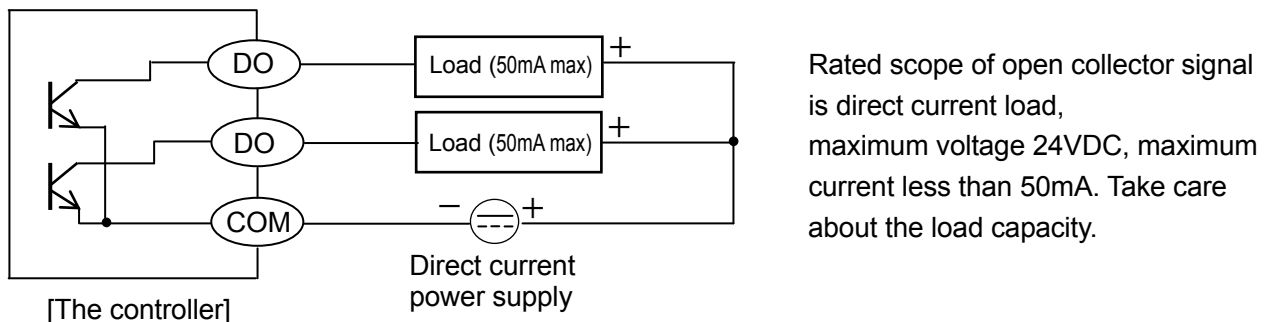 DO
Load (50mA max)
+
DO
Load (50mA max)
+
COM
− +
Direct current
power supply
[The controller]
Rated scope of open collector signal
is direct current load,
maximum voltage 24VDC, maximum
current less than 50mA. Take care
about the load capacity.